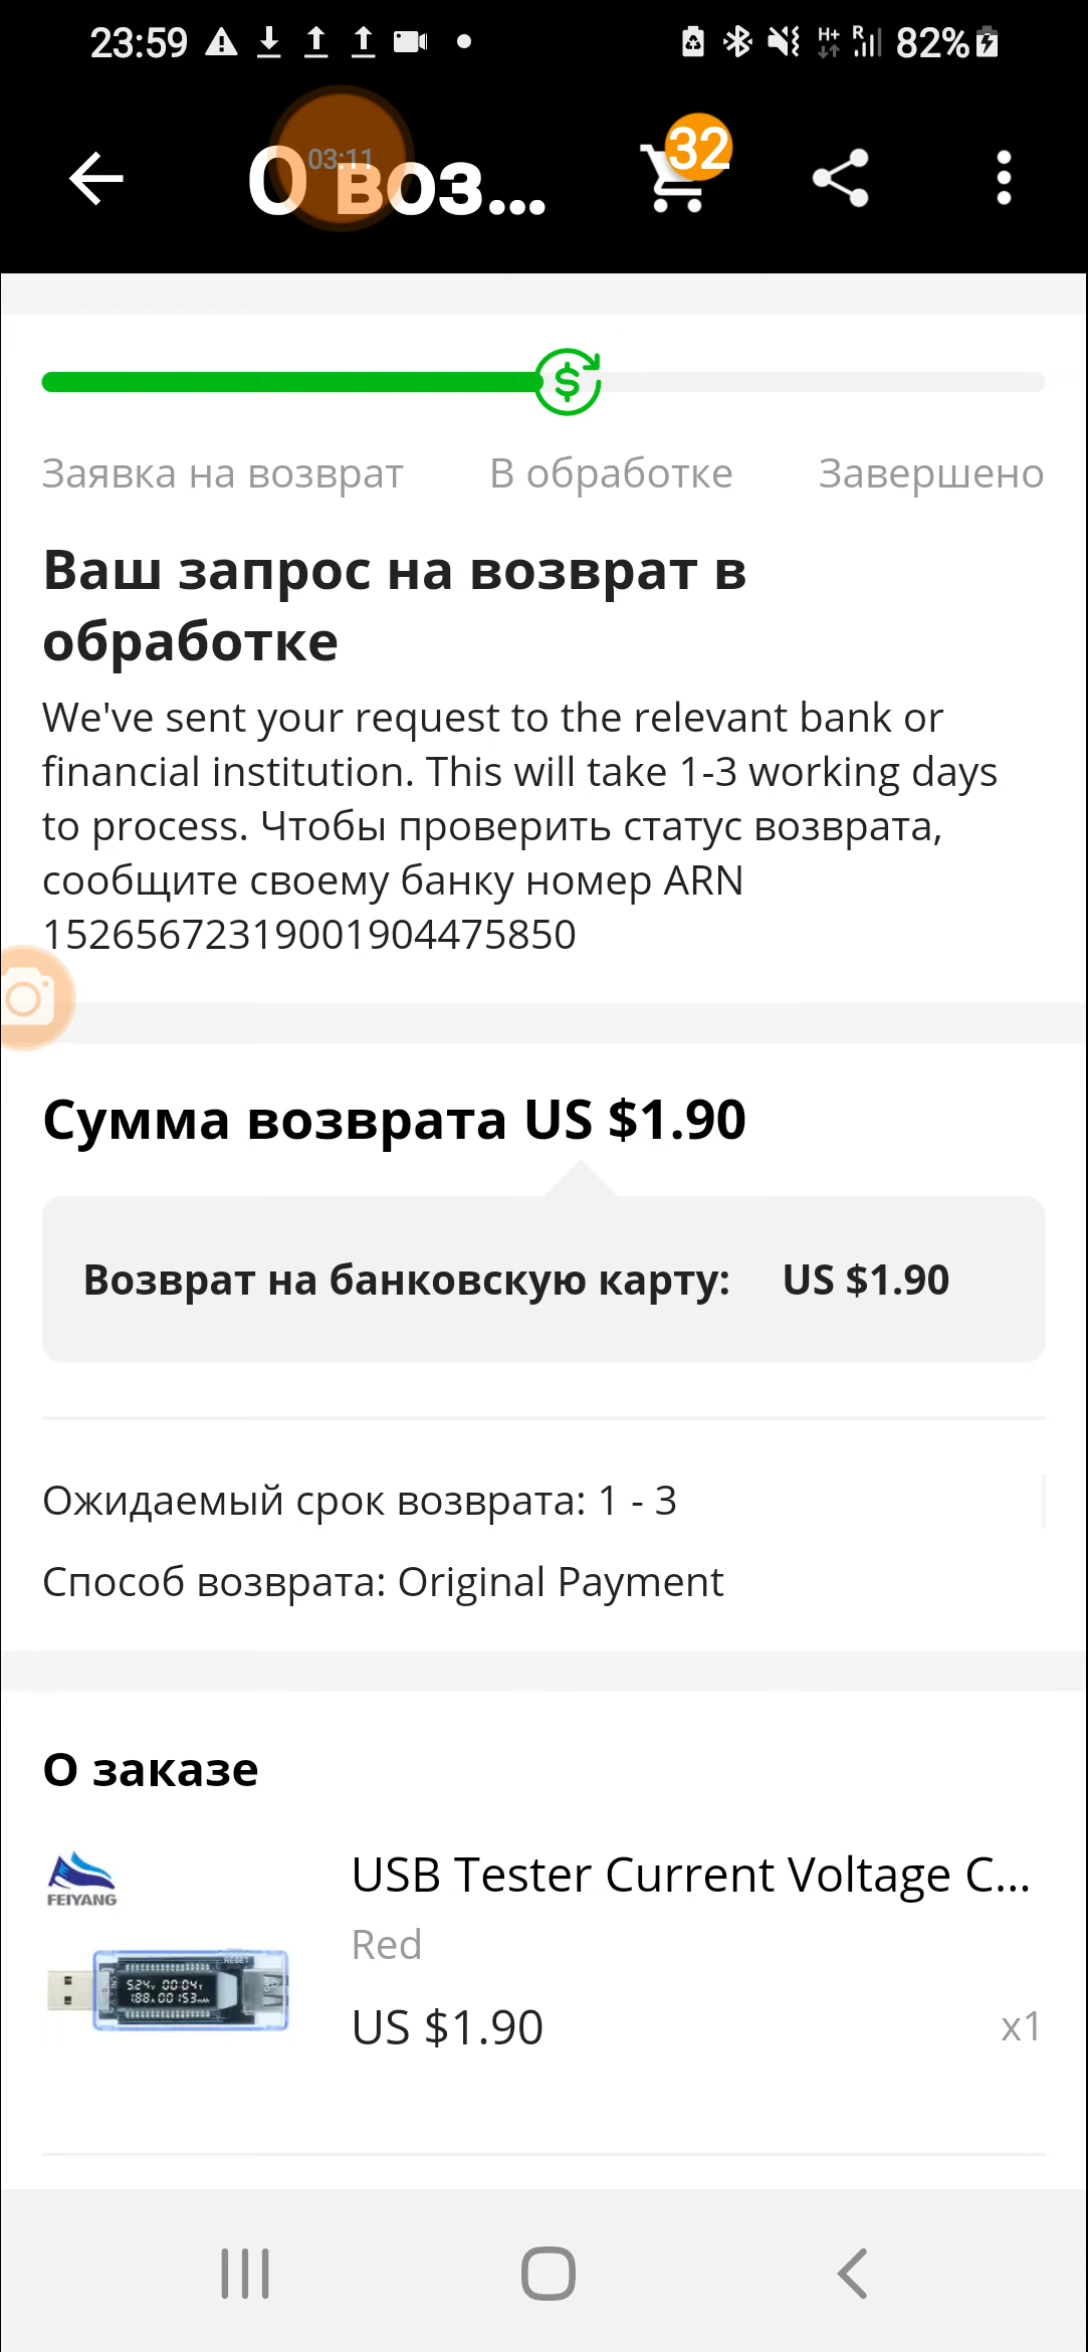 23:59
H+
R
82%
03:11
О воз...
32
Заявка на возврат
В обработке
Завершено
Ваш запрос на возврат в
обработке
We've sent your request to the relevant bank or
financial institution. This will take 1-3 working days
to process. Чтобы проверить статус возврата,
сообщите своему банку номер ARN
15265672319001904475850
Сумма возврата US $1.90
Возврат на банковскую карту: US $1.90
Ожидаемый срок возврата: 1 - 3
Способ возврата: Original Payment
О заказе
FEIYANG
USB Tester Current Voltage C...
Red
RESET
US $1.90
x1